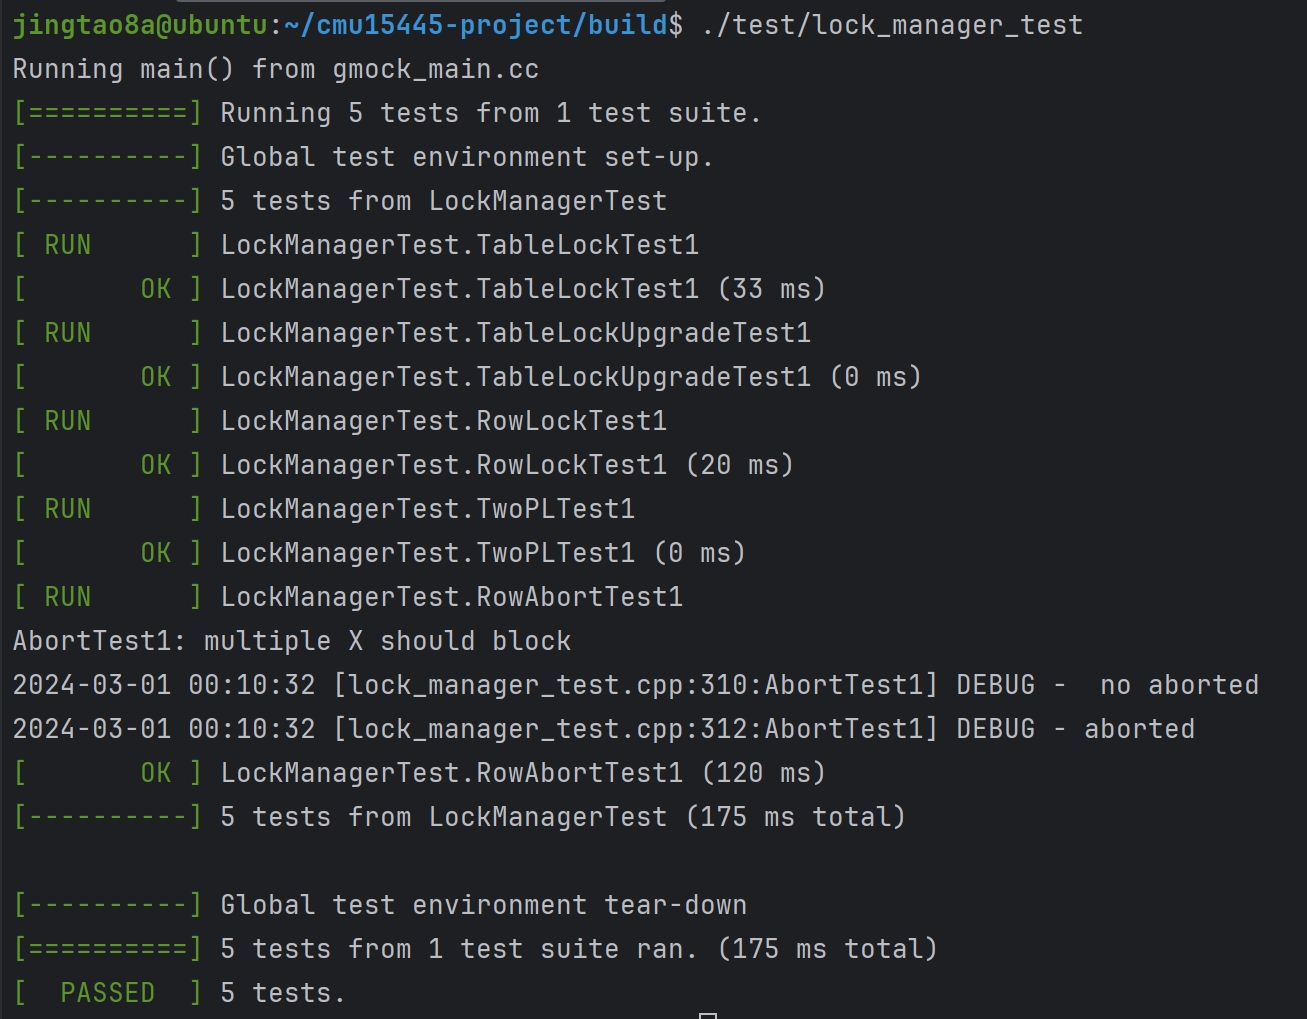 jingtao8a@ubuntu:~/cmu15445-project/build$ ./test/lock_manager_test
Running main() from gmock_main.cc
[==========] Running 5 tests from 1 test suite.
[----------] Global test environment set-up.
[----------] 5 tests from LockManagerTest
[ RUN      ] LockManagerTest.TableLockTest1
[       OK ] LockManagerTest.TableLockTest1 (33 ms)
[ RUN      ] LockManagerTest.TableLockUpgradeTest1
[       OK ] LockManagerTest.TableLockUpgradeTest1 (0 ms)
[ RUN      ] LockManagerTest.RowLockTest1
[       OK ] LockManagerTest.RowLockTest1 (20 ms)
[ RUN      ] LockManagerTest.TwoPLTest1
[       OK ] LockManagerTest.TwoPLTest1 (0 ms)
[ RUN      ] LockManagerTest.RowAbortTest1
AbortTest1: multiple X should block
2024-03-01 00:10:32 [lock_manager_test.cpp:310:AbortTest1] DEBUG -  no aborted
2024-03-01 00:10:32 [lock_manager_test.cpp:312:AbortTest1] DEBUG - aborted
[       OK ] LockManagerTest.RowAbortTest1 (120 ms)
[----------] 5 tests from LockManagerTest (175 ms total)

[----------] Global test environment tear-down
[==========] 5 tests from 1 test suite ran. (175 ms total)
[  PASSED  ] 5 tests.